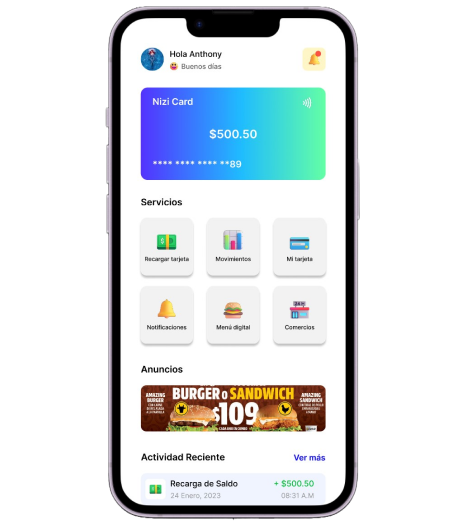 Hola Anthony
Buenos días
Nizi Card
$500.50
**** **** **** **89
Servicios
Recargar tarjeta
Movimientos
Mi tarjeta
Notificaciones
Menú digital
Comercios
Anuncios
AMAZING
BURGER
BURGER O SANDWICH
$109
AMAZING
SANDWICH
Actividad Reciente
Ver más
Recarga de Saldo
+ $500.50
24 Enero, 2023
08:31 A.M